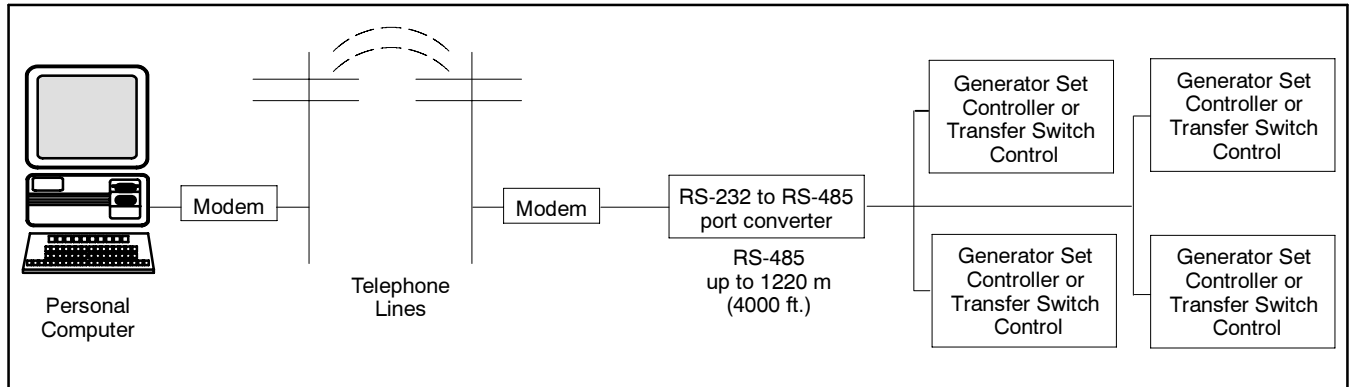 Personal
Computer
Modem
Telephone
Lines
Modem
RS-232 to RS-485
port converter
RS-485
up to 1220 m
(4000 ft.)
Generator Set
Controller or
Transfer Switch
Control
Generator Set
Controller or
Transfer Switch
Control
Generator Set
Controller or
Transfer Switch
Control
Generator Set
Controller or
Transfer Switch
Control